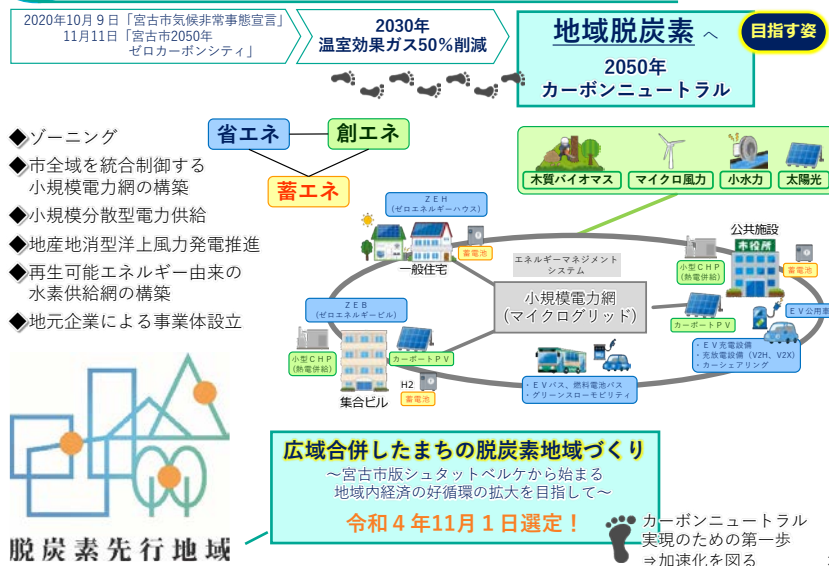 2020年10月9日「宮古市気候非常事態宣言」
11月11日「宮古市2050年
ゼロカーボンシティ」
2030年
温室効果ガス50%削減
地域脱炭素 へ
2050年
カーボンニュートラル
目指す姿
◆ゾーニング
◆市全域を統合制御する
小規模電力網の構築
◆小規模分散型電力供給
◆地産地消型洋上風力発電推進
◆再生可能エネルギー由来の
水素供給網の構築
◆地元企業による事業体設立
省エネ
創エネ
蓄エネ
木質バイオマス
マイクロ風力
小水力
太陽光
ZEH
(ゼロエネルギーハウス)
蓄電池
一般住宅
エネルギーマネジメント
システム
小規模電力網
(マイクログリッド)
公共施設
市役所
小型CHP
(熱電併給)
蓄電池
カーポートPV
EV公用車
・EV充電設備
・充放電設備(V2H、V2X)
・カーシェアリング
ZEB
(ゼロエネルギービル)
小型CHP
(熱電併給)
カーポートPV
集合ビル
H2
蓄電池
・EVバス、燃料電池バス
・グリーンスローモビリティ
脱炭素先行地域
広域合併したまちの脱炭素地域づくり
~宮古市版シュタットベルケから始まる
地域内経済の好循環の拡大を目指して~
令和4年11月1日選定!
カーボンニュートラル
実現のための第一歩
⇒加速化を図る